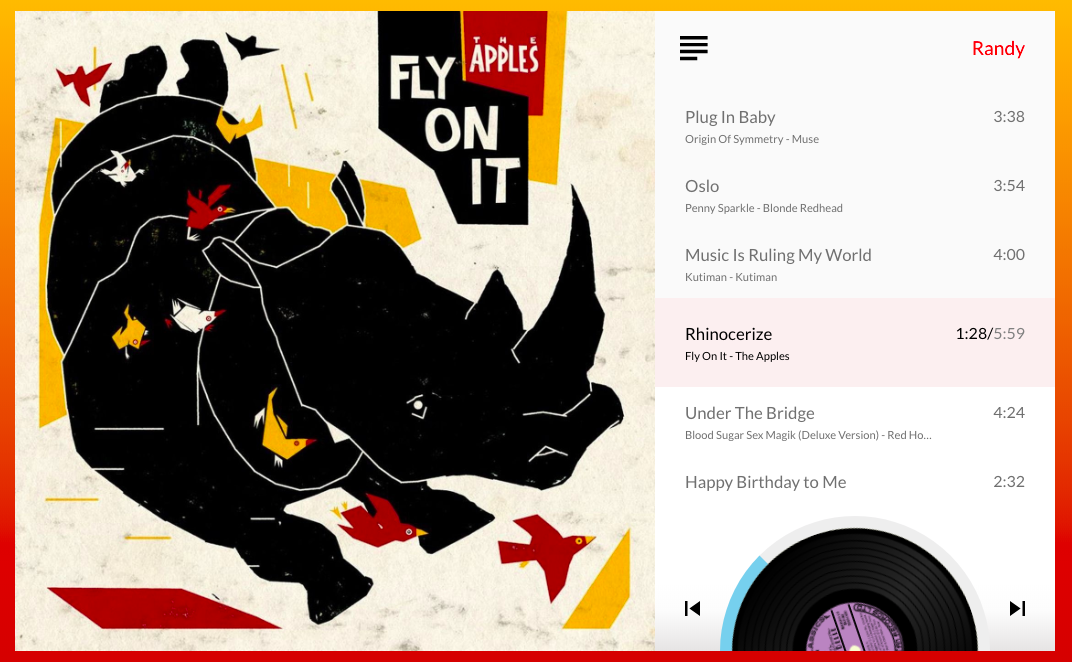 THE
APPLES
FLY
ON
IT
Randy
Plug In Baby 3:38
Origin Of Symmetry - Muse
Oslo 3:54
Penny Sparkle - Blonde Redhead
Music Is Ruling My World 4:00
Kutiman - Kutiman
Rhinocerize 1:28/5:59
Fly On It - The Apples
Under The Bridge 4:24
Blood Sugar Sex Magik (Deluxe Version) - Red Ho...
Happy Birthday to Me 2:32